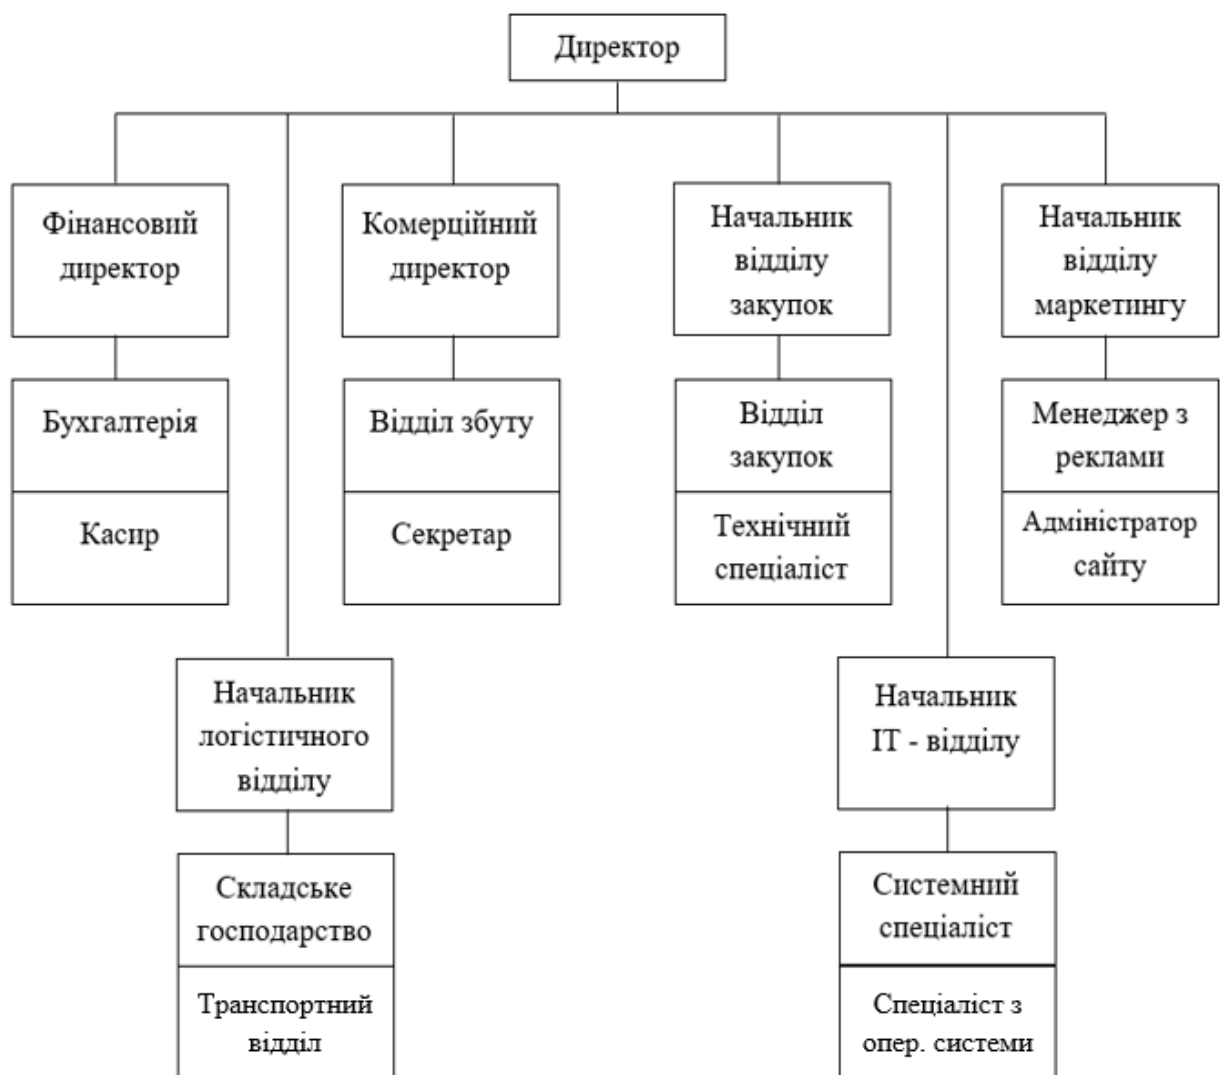 Директор
Фінансовий
директор
Комерційний
директор
Начальник
відділу
закупок
Начальник
відділу
маркетингу
Бухгалтерія
Касир
Відділ збуту
Секретар
Відділ
закупок
Технічний
спеціаліст
Менеджер з
реклами
Адміністратор
сайту
Начальник
логістичного
відділу
Начальник
ІТ - відділу
Складське
господарство
Транспортний
відділ
Системний
спеціаліст
Спеціаліст з
опер. системи